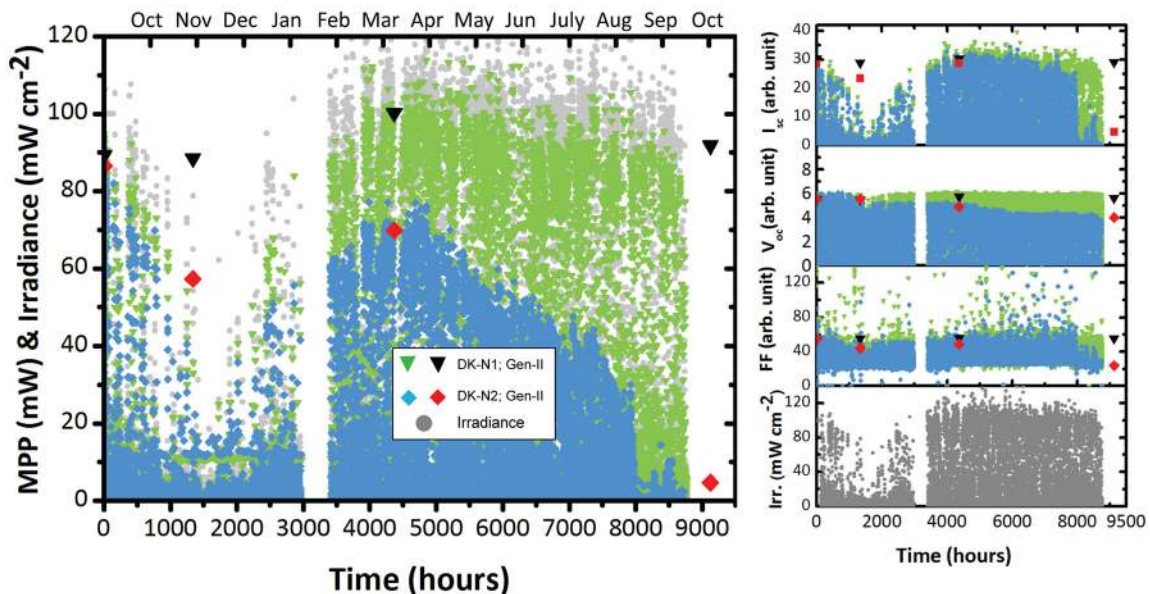 Oct Nov Dec Jan Feb Mar Apr May Jun July Aug Sep Oct
MPP (mW) & Irradiance (mW cm-2)
120
100
80
60
40
20
0
DK-N1; Gen-II
DK-N2; Gen-II
Irradiance
0 1000 2000 3000 4000 5000 6000 7000 8000 9000
Time (hours)
Isc (arb. unit)
40
30
20
10
0
Voc (arb. unit)
8
6
4
2
0
FF (arb. unit)
120
80
40
0
Irr. (mW cm-2)
120
80
40
0
0 2000 4000 6000 8000 9500
Time (hours)